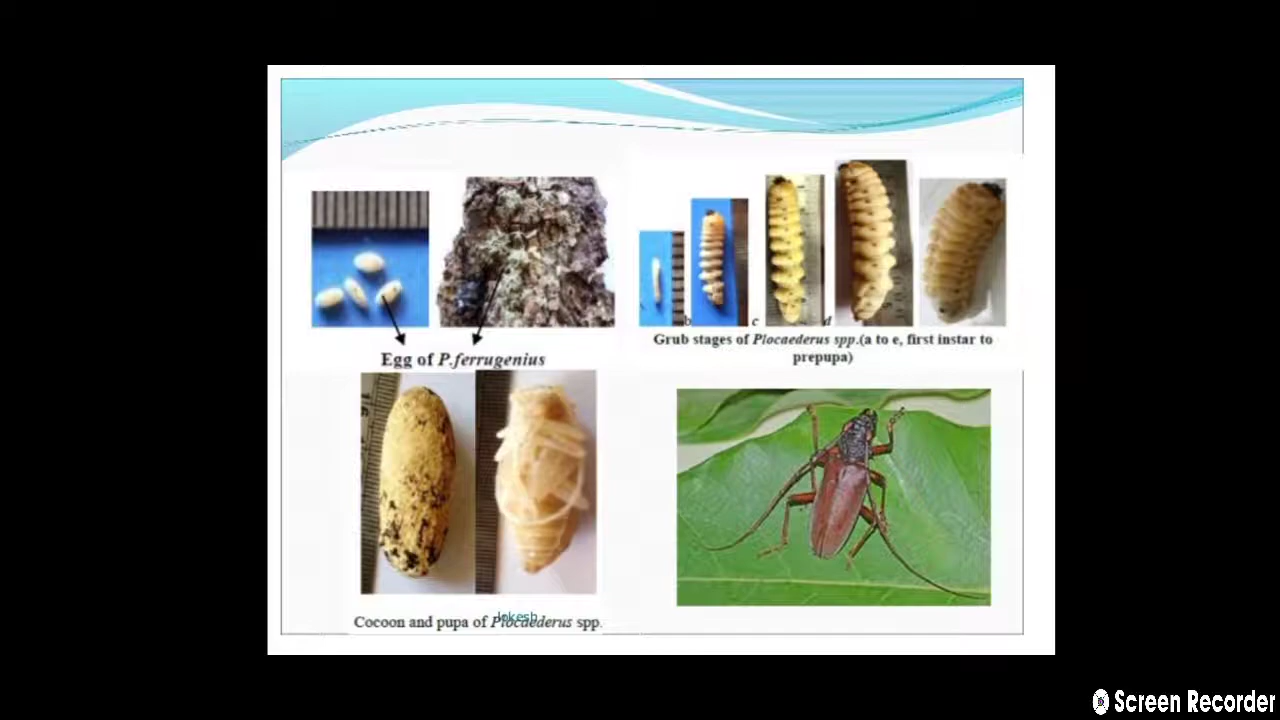 b c d
Grub stages of Plocaederus spp.(a to e, first instar to
prepupa)
Egg of P.ferrugenius
Cocoon and pupa of Plocaederus spp.
lokesh
Screen Recorder